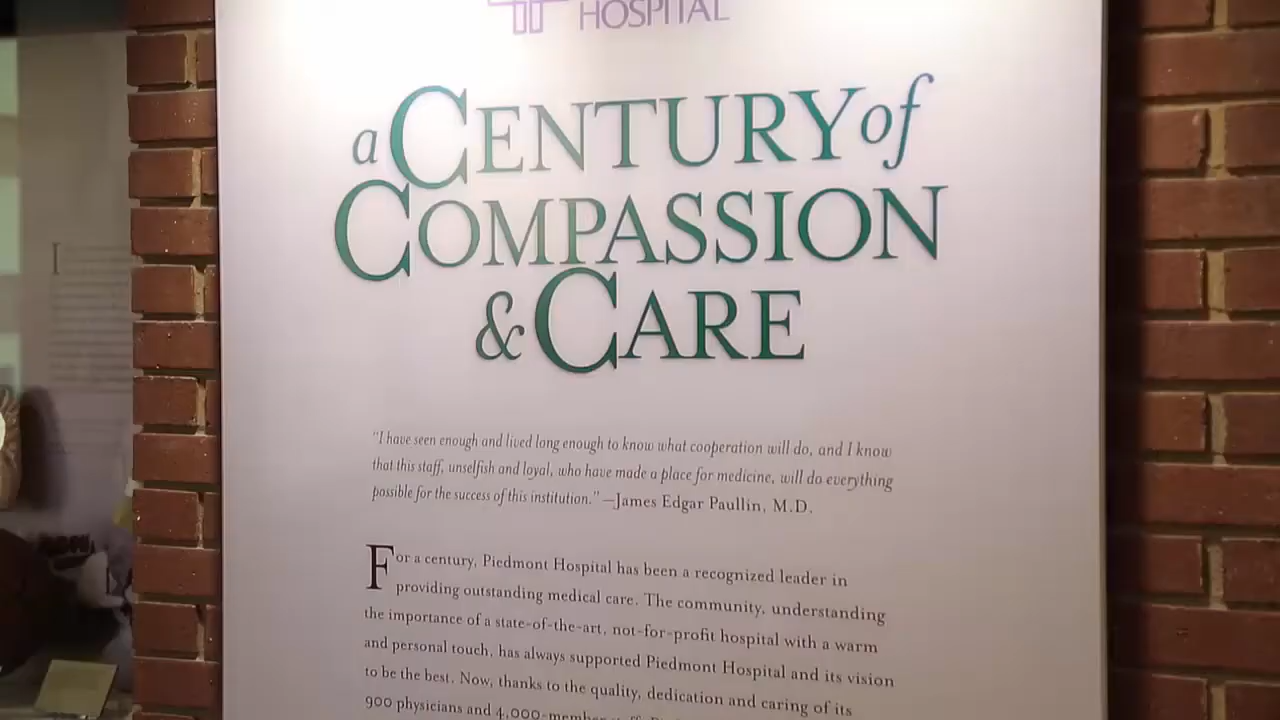 HOSPITAL
a CENTURY of
COMPASSION
& CARE
"I have seen enough and lived long enough to know what cooperation will do, and I know
that this staff, unselfish and loyal, who have made a place for medicine, will do everything
possible for the success of this institution." —James Edgar Paullin, M.D.
For a century, Piedmont Hospital has been a recognized leader in
providing outstanding medical care. The community, understanding
the importance of a state-of-the-art, not-for-profit hospital with a warm
and personal touch, has always supported Piedmont Hospital and its vision
to be the best. Now, thanks to the quality, dedication and caring of its
900 physicians and 4,000-member